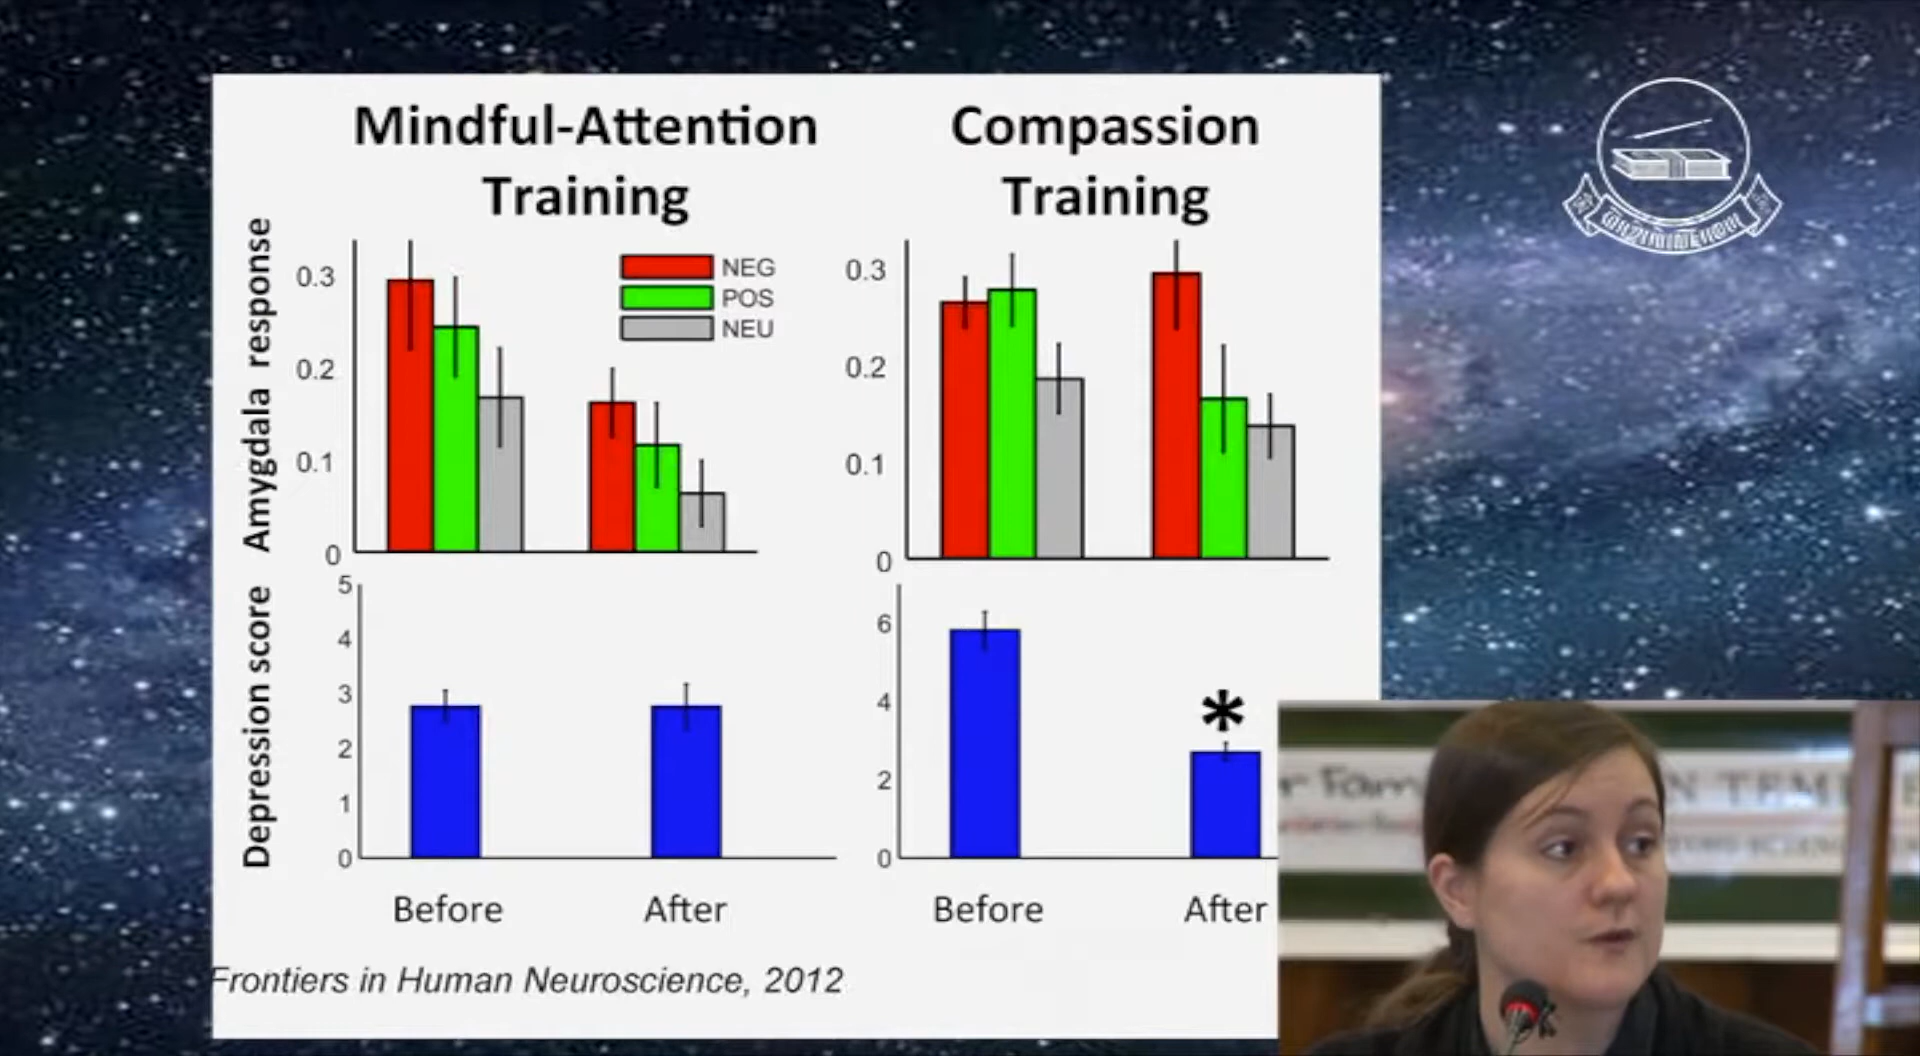 Mindful-Attention
Training
Compassion
Training
Amygdala response
0.3
0.2
0.1
0
NEG
POS
NEU
0.3
0.2
0.1
0
Depression score
5
4
3
2
1
0
6
4
2
0
*
Before
After
Before
After
Frontiers in Human Neuroscience, 2012